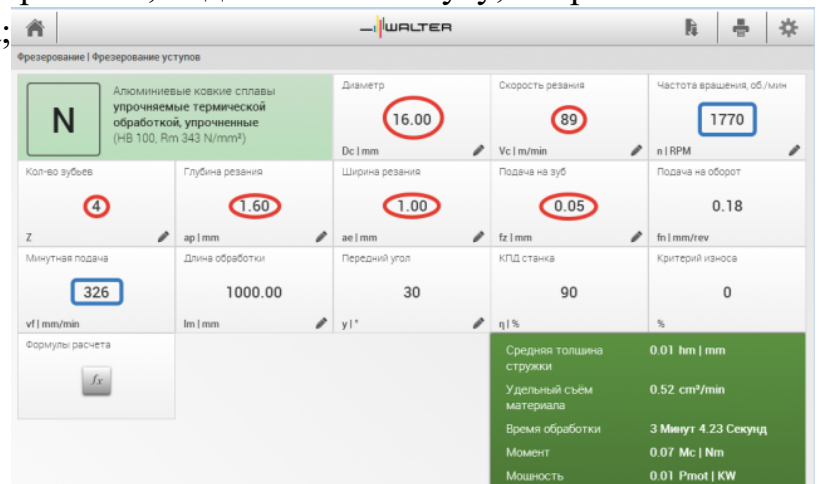 WALTER
Фрезерование | Фрезерование уступов
N
Алюминиевые ковкие сплавы
упрочняемые термической
обработкой, упрочненные
(HB 100, Rm 343 N/mm²)
Диаметр
16.00
Dc | mm
Скорость резания
89
Vc | m/min
Частота вращения, об./мин
1770
n | RPM
Кол-во зубьев
4
Z
Глубина резания
1.60
ap | mm
Ширина резания
1.00
ae | mm
Подача на зуб
0.05
fz | mm
Подача на оборот
0.18
fn | mm/rev
Минутная подача
326
vf | mm/min
Длина обработки
1000.00
lm | mm
Передний угол
30
y | °
КПД станка
90
η | %
Критерий износа
0
%
Формулы расчета
fx
Средняя толщина
стружки
0.01 hm | mm
Удельный съём
материала
0.52 cm³/min
Время обработки
3 Минут 4.23 Секунд
Момент
0.07 Mc | Nm
Мощность
0.01 Pmot | KW